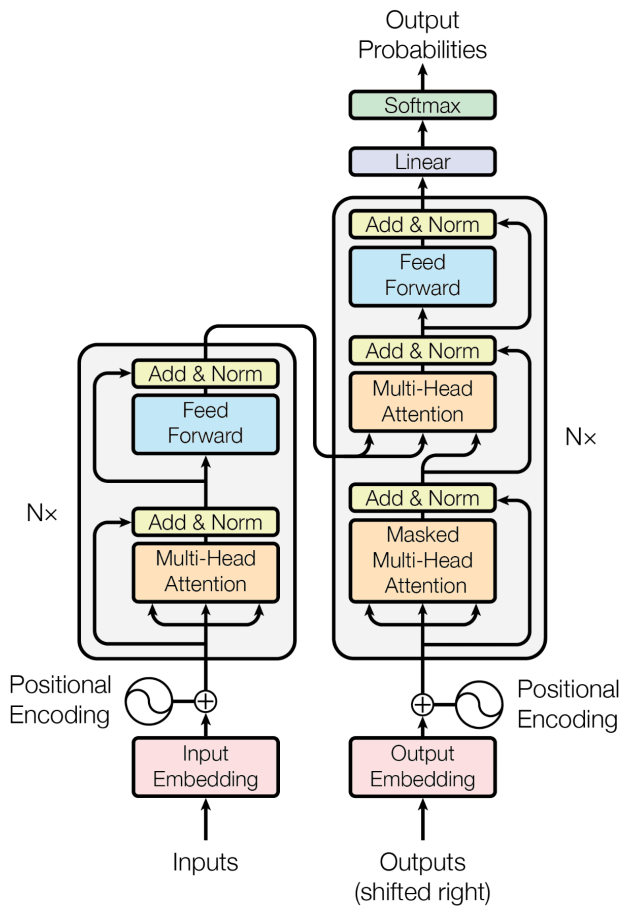 Output
Probabilities
Softmax
Linear
Add & Norm
Feed
Forward
Add & Norm
Multi-Head
Attention
Add & Norm
Masked
Multi-Head
Attention
N×
Add & Norm
Feed
Forward
Add & Norm
Multi-Head
Attention
N×
Positional
Encoding
Positional
Encoding
Input
Embedding
Output
Embedding
Inputs
Outputs
(shifted right)